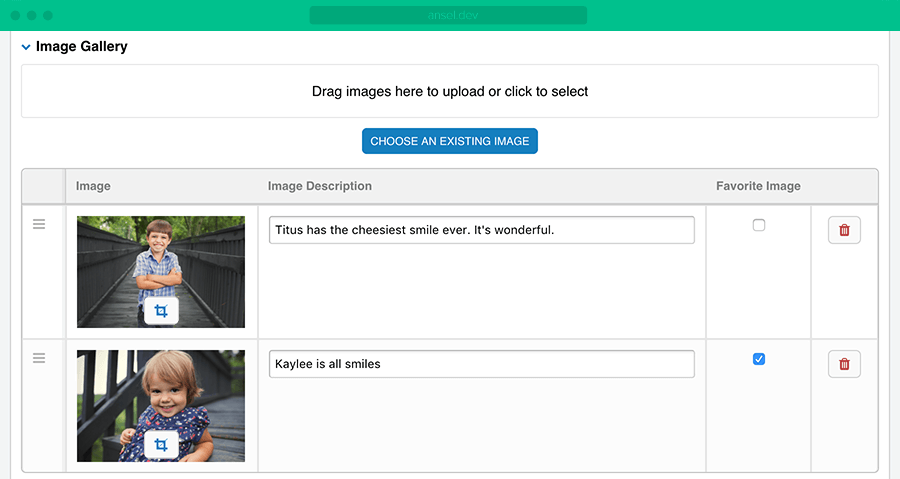 ansel.dev
Image Gallery
Drag images here to upload or click to select
CHOOSE AN EXISTING IMAGE
Image Image Description Favorite Image
Titus has the cheesiest smile ever. It's wonderful.
Kaylee is all smiles